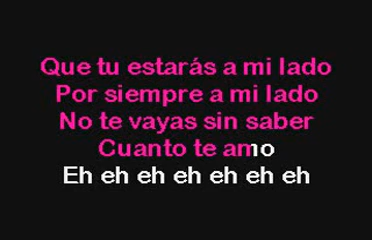 Que tu estarás a mi lado
Por siempre a mi lado
No te vayas sin saber
Cuanto te amo
Eh eh eh eh eh eh eh